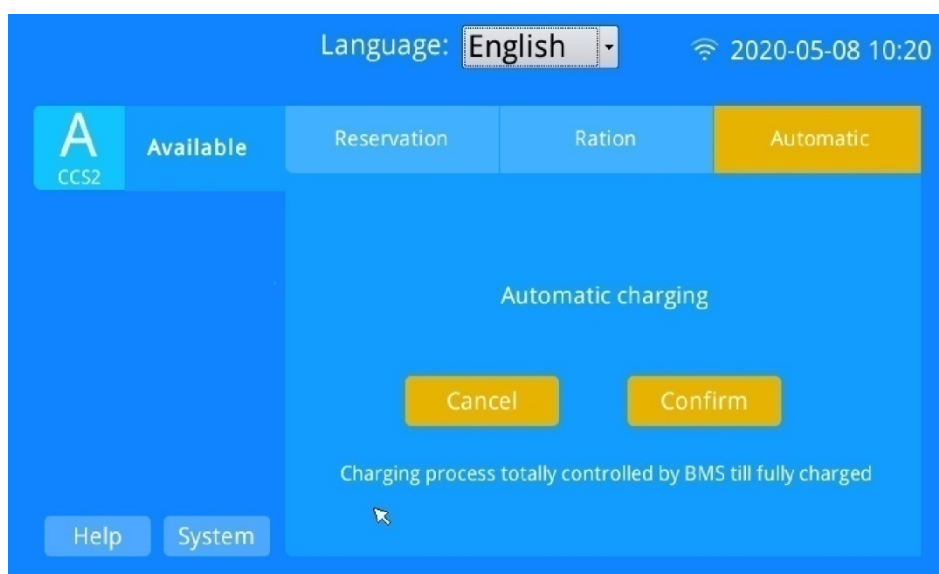 Language: English 2020-05-08 10:20
A
CCS2
Available
Reservation
Ration
Automatic
Automatic charging
Cancel
Confirm
Charging process totally controlled by BMS till fully charged
Help
System